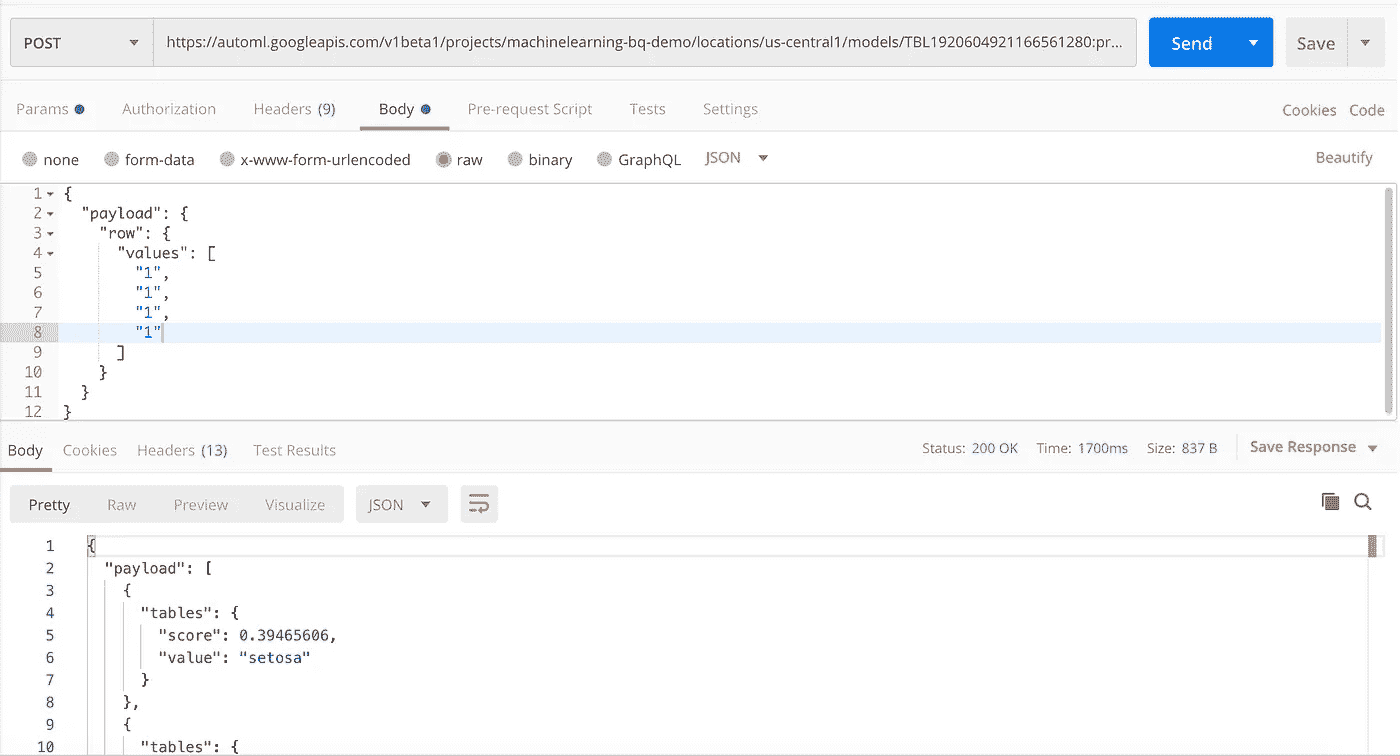 POST https://automl.googleapis.com/v1beta1/projects/machinelearning-bq-demo/locations/us-central1/models/TBL1920604921166561280:pr... Send Save
Params Authorization Headers (9) Body Pre-request Script Tests Settings Cookies Code
none form-data x-www-form-urlencoded raw binary GraphQL JSON Beautify
1 {
2 "payload": {
3 "row": {
4 "values": [
5 "1",
6 "1",
7 "1",
8 "1"
9 ]
10 }
11 }
12 }
Body Cookies Headers (13) Test Results Status: 200 OK Time: 1700ms Size: 837 B Save Response
Pretty Raw Preview Visualize JSON
1 {
2 "payload": [
3 {
4 "tables": {
5 "score": 0.39465606,
6 "value": "setosa"
7 }
8 },
9 {
10 "tables": {